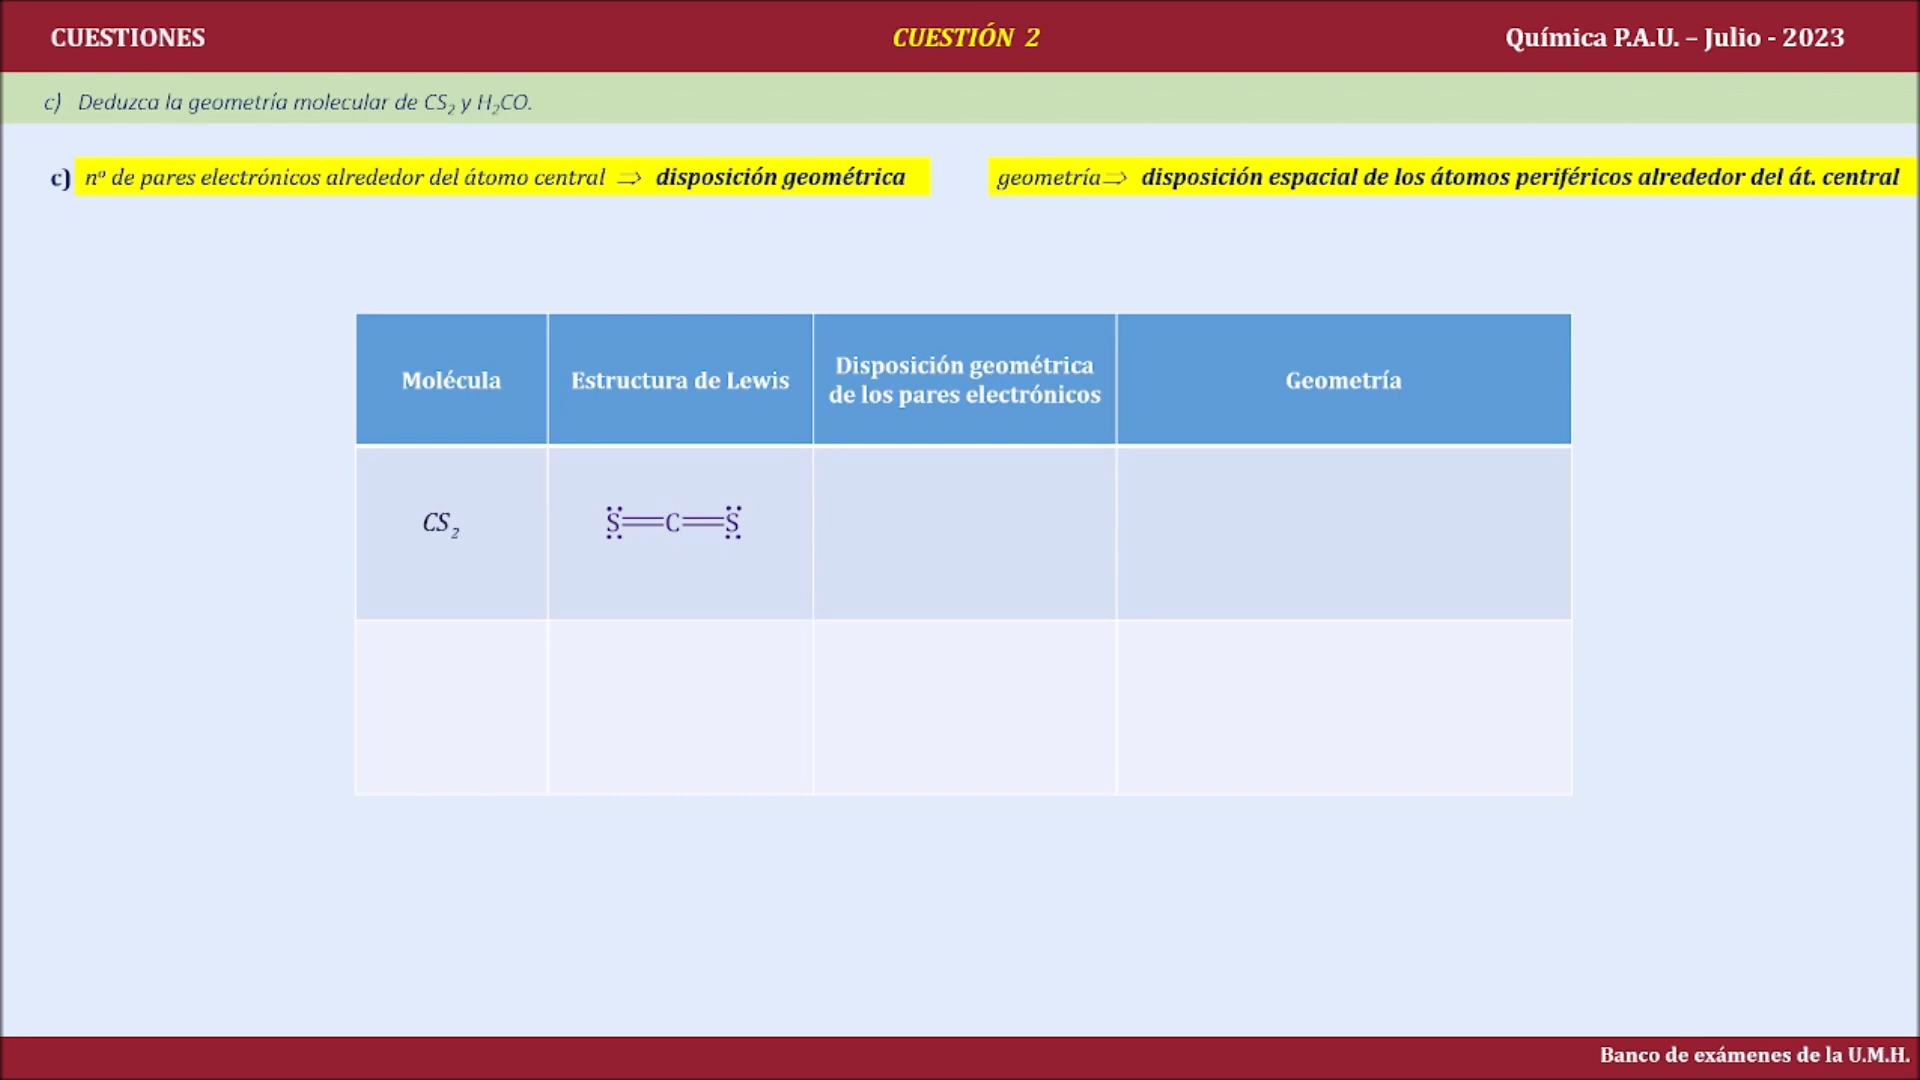 CUESTIONES
CUESTIÓN 2
Química P.A.U. – Julio - 2023
c) Deduzca la geometría molecular de CS₂ y H₂CO.
c) nº de pares electrónicos alrededor del átomo central ⇒ disposición geométrica
geometría⇒ disposición espacial de los átomos periféricos alrededor del át. central
Molécula
Estructura de Lewis
Disposición geométrica
de los pares electrónicos
Geometría
CS₂
S=C=S
Banco de exámenes de la U.M.H.